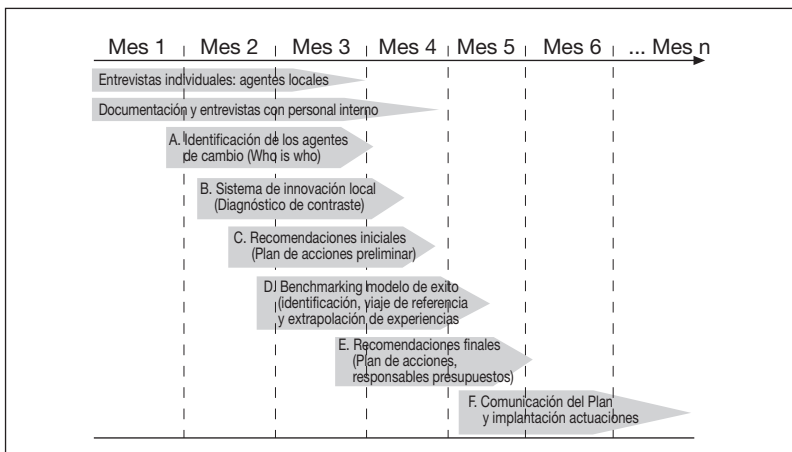 Mes 1 Mes 2 Mes 3 Mes 4 Mes 5 Mes 6 ... Mes n
Entrevistas individuales: agentes locales
Documentación y entrevistas con personal interno
A. Identificación de los agentes
de cambio (Who is who)
B. Sistema de innovación local
(Diagnóstico de contraste)
C. Recomendaciones iniciales
(Plan de acciones preliminar)
D. Benchmarking modelo de exito
(identificación, viaje de referencia
y extrapolación de experiencias
E. Recomendaciones finales
(Plan de acciones,
responsables presupuestos)
F. Comunicación del Plan
y implantación actuaciones